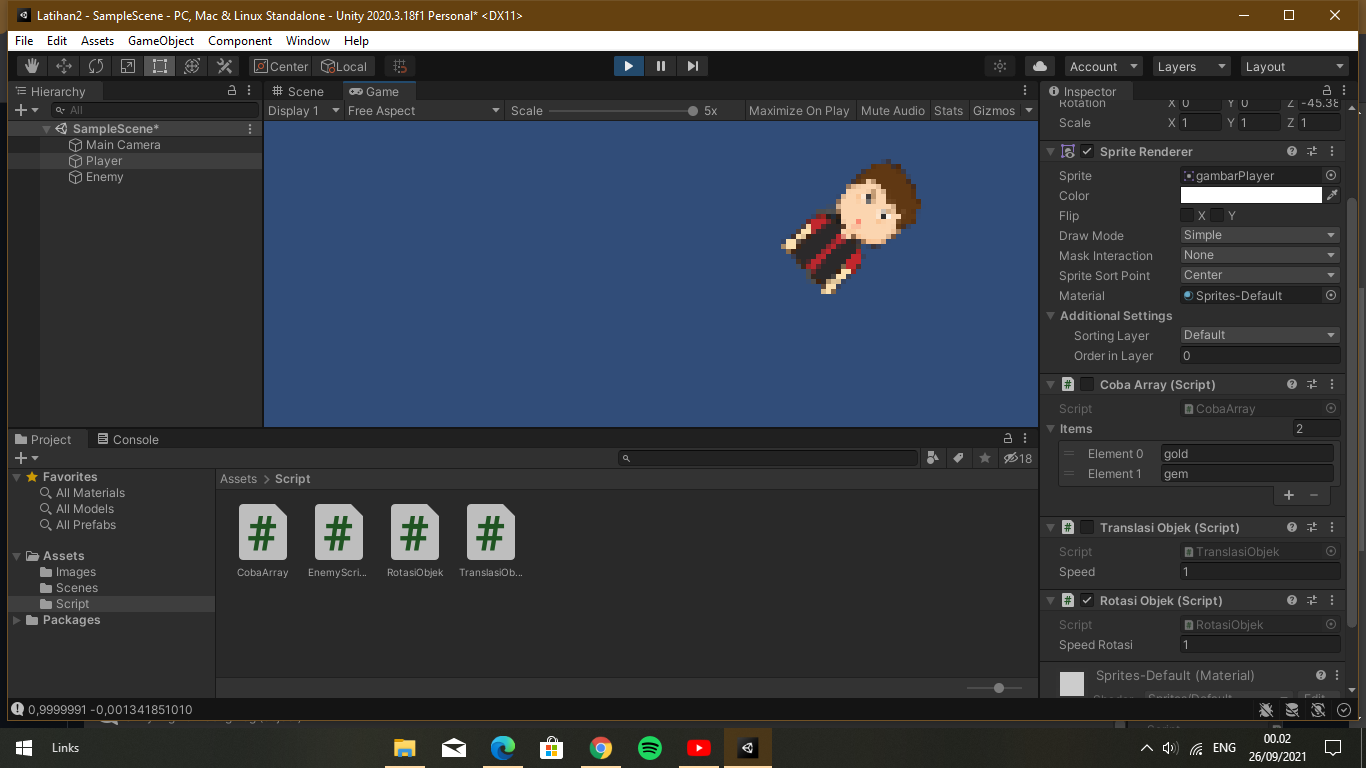 Latihan2 - SampleScene - PC, Mac & Linux Standalone - Unity 2020.3.18f1 Personal* <DX11>
File Edit Assets GameObject Component Window Help
Center Local Account Layers Layout
Hierarchy
All
SampleScene*
Main Camera
Player
Enemy
Scene Game
Display 1 Free Aspect Scale 5x Maximize On Play Mute Audio Stats Gizmos
Inspector
Rotation X 0 Y 0 Z -45.38
Scale X 1 Y 1 Z 1
Sprite Renderer
Sprite gambarPlayer
Color
Flip X Y
Draw Mode Simple
Mask Interaction None
Sprite Sort Point Center
Material Sprites-Default
Additional Settings
Sorting Layer Default
Order in Layer 0
# Coba Array (Script)
Script # CobaArray
Items 2
Element 0 gold
Element 1 gem
+ −
# Translasi Objek (Script)
Script # TranslasiObjek
Speed 1
# Rotasi Objek (Script)
Script # RotasiObjek
Speed Rotasi 1
Sprites-Default (Material)
Sprites/Default Edit
Project Console
18
Favorites
All Materials
All Models
All Prefabs
Assets
Images
Scenes
Script
Packages
Assets > Script
# # # #
CobaArray EnemyScri... RotasiObjek TranslasiOb...
0,9999991 -0,001341851010
Links
ENG
00.02
26/09/2021